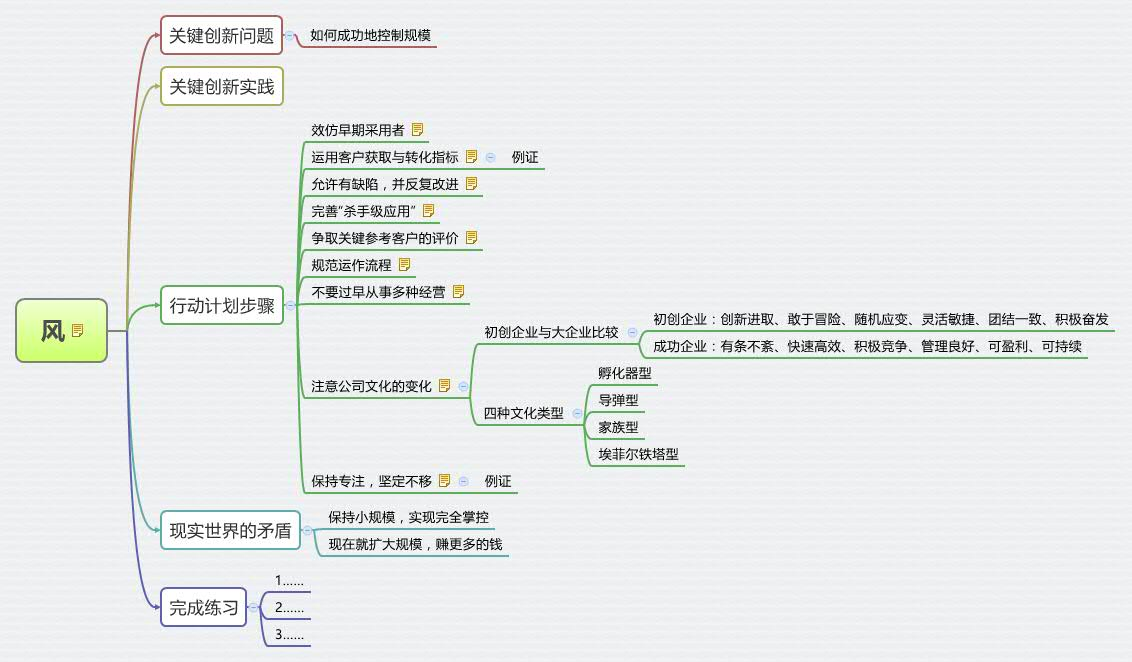 风
关键创新问题
如何成功地控制规模
关键创新实践
行动计划步骤
效仿早期采用者
运用客户获取与转化指标
例证
允许有缺陷，并反复改进
完善“杀手级应用”
争取关键参考客户的评价
规范运作流程
不要过早从事多种经营
注意公司文化的变化
初创企业与大企业比较
初创企业：创新进取、敢于冒险、随机应变、灵活敏捷、团结一致、积极奋发
成功企业：有条不紊、快速高效、积极竞争、管理良好、可盈利、可持续
四种文化类型
孵化器型
导弹型
家族型
埃菲尔铁塔型
保持专注，坚定不移
例证
现实世界的矛盾
保持小规模，实现完全掌控
现在就扩大规模，赚更多的钱
完成练习
1......
2......
3......